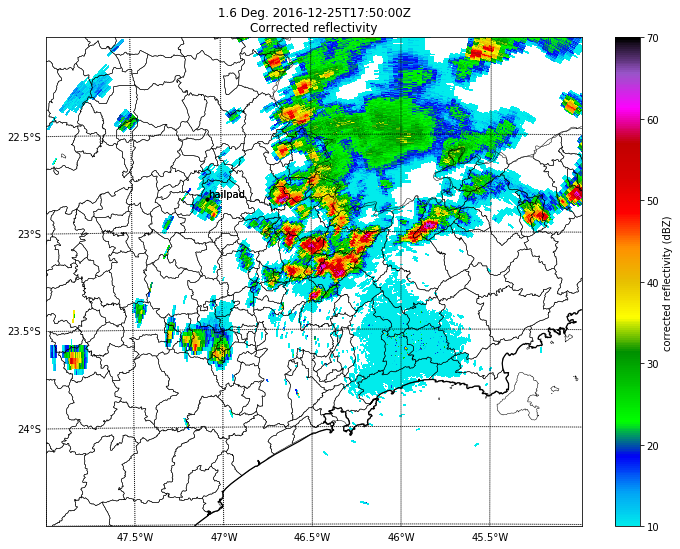 1.6 Deg. 2016-12-25T17:50:00Z
Corrected reflectivity
22.5°S
23°S
23.5°S
24°S
hailpad
47.5°W
47°W
46.5°W
46°W
45.5°W
70
60
50
40
30
20
10
corrected reflectivity (dBZ)